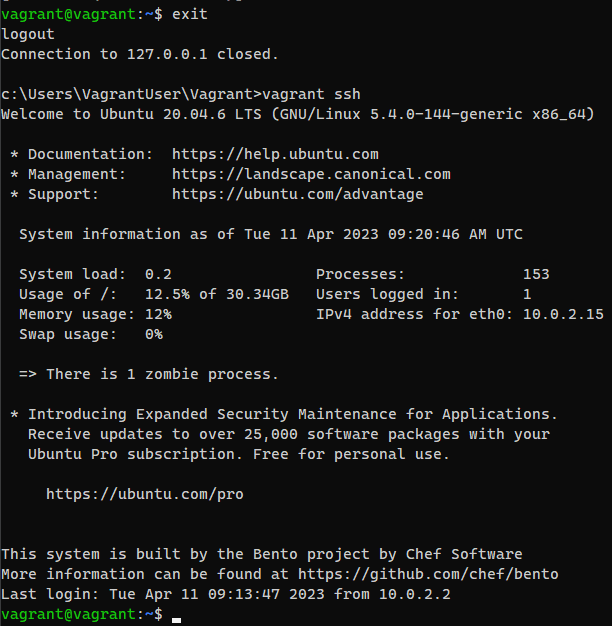 vagrant@vagrant:~$ exit
logout
Connection to 127.0.0.1 closed.
c:\Users\VagrantUser\Vagrant>vagrant ssh
Welcome to Ubuntu 20.04.6 LTS (GNU/Linux 5.4.0-144-generic x86_64)
* Documentation:  https://help.ubuntu.com
* Management:     https://landscape.canonical.com
* Support:        https://ubuntu.com/advantage
System information as of Tue 11 Apr 2023 09:20:46 AM UTC
System load:  0.2                Processes:             153
Usage of /:   12.5% of 30.34GB   Users logged in:       1
Memory usage: 12%                IPv4 address for eth0: 10.0.2.15
Swap usage:   0%
=> There is 1 zombie process.
* Introducing Expanded Security Maintenance for Applications.
Receive updates to over 25,000 software packages with your
Ubuntu Pro subscription. Free for personal use.
https://ubuntu.com/pro
This system is built by the Bento project by Chef Software
More information can be found at https://github.com/chef/bento
Last login: Tue Apr 11 09:13:47 2023 from 10.0.2.2
vagrant@vagrant:~$